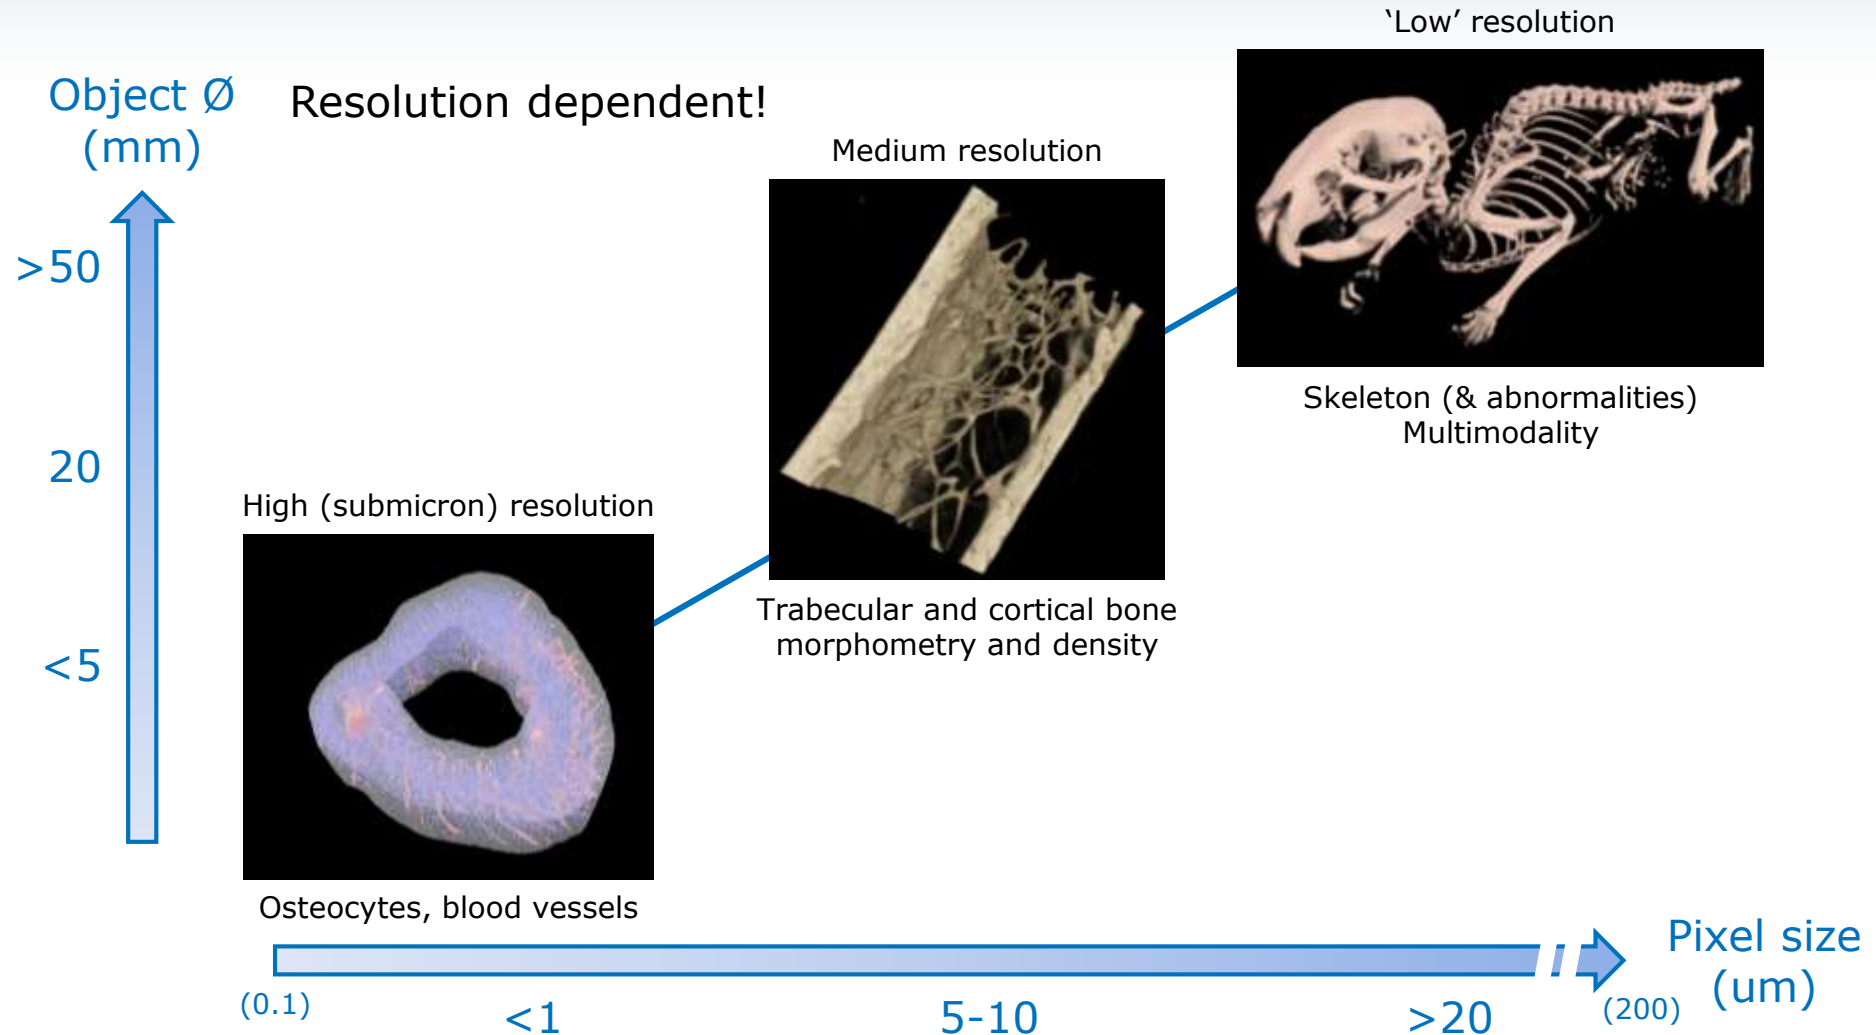 Object Ø
(mm)
Resolution dependent!
>50
20
<5
High (submicron) resolution
Osteocytes, blood vessels
Medium resolution
Trabecular and cortical bone
morphometry and density
‘Low’ resolution
Skeleton (& abnormalities)
Multimodality
Pixel size
(um)
(0.1)
<1
5-10
>20
(200)